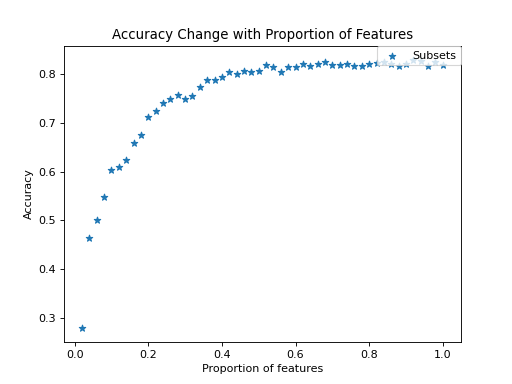 Accuracy Change with Proportion of Features
Subsets
0.8
0.7
0.6
0.5
0.4
0.3
Accuracy
0.0 0.2 0.4 0.6 0.8 1.0
Proportion of features